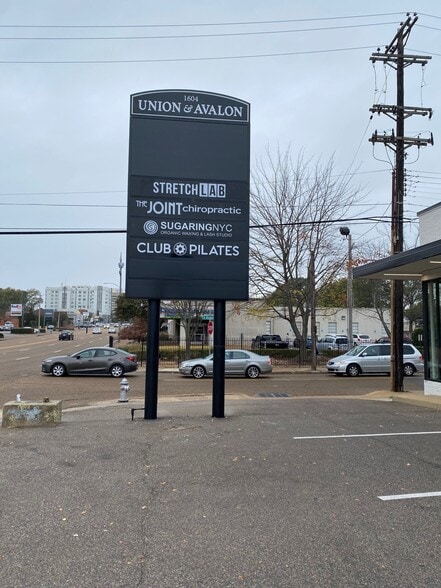 1604
UNION & AVALON
STRETCHLAB
THE JOINT chiropractic
SUGARINGNYC
ORGANIC WAXING & LASH STUDIO
CLUB PILATES